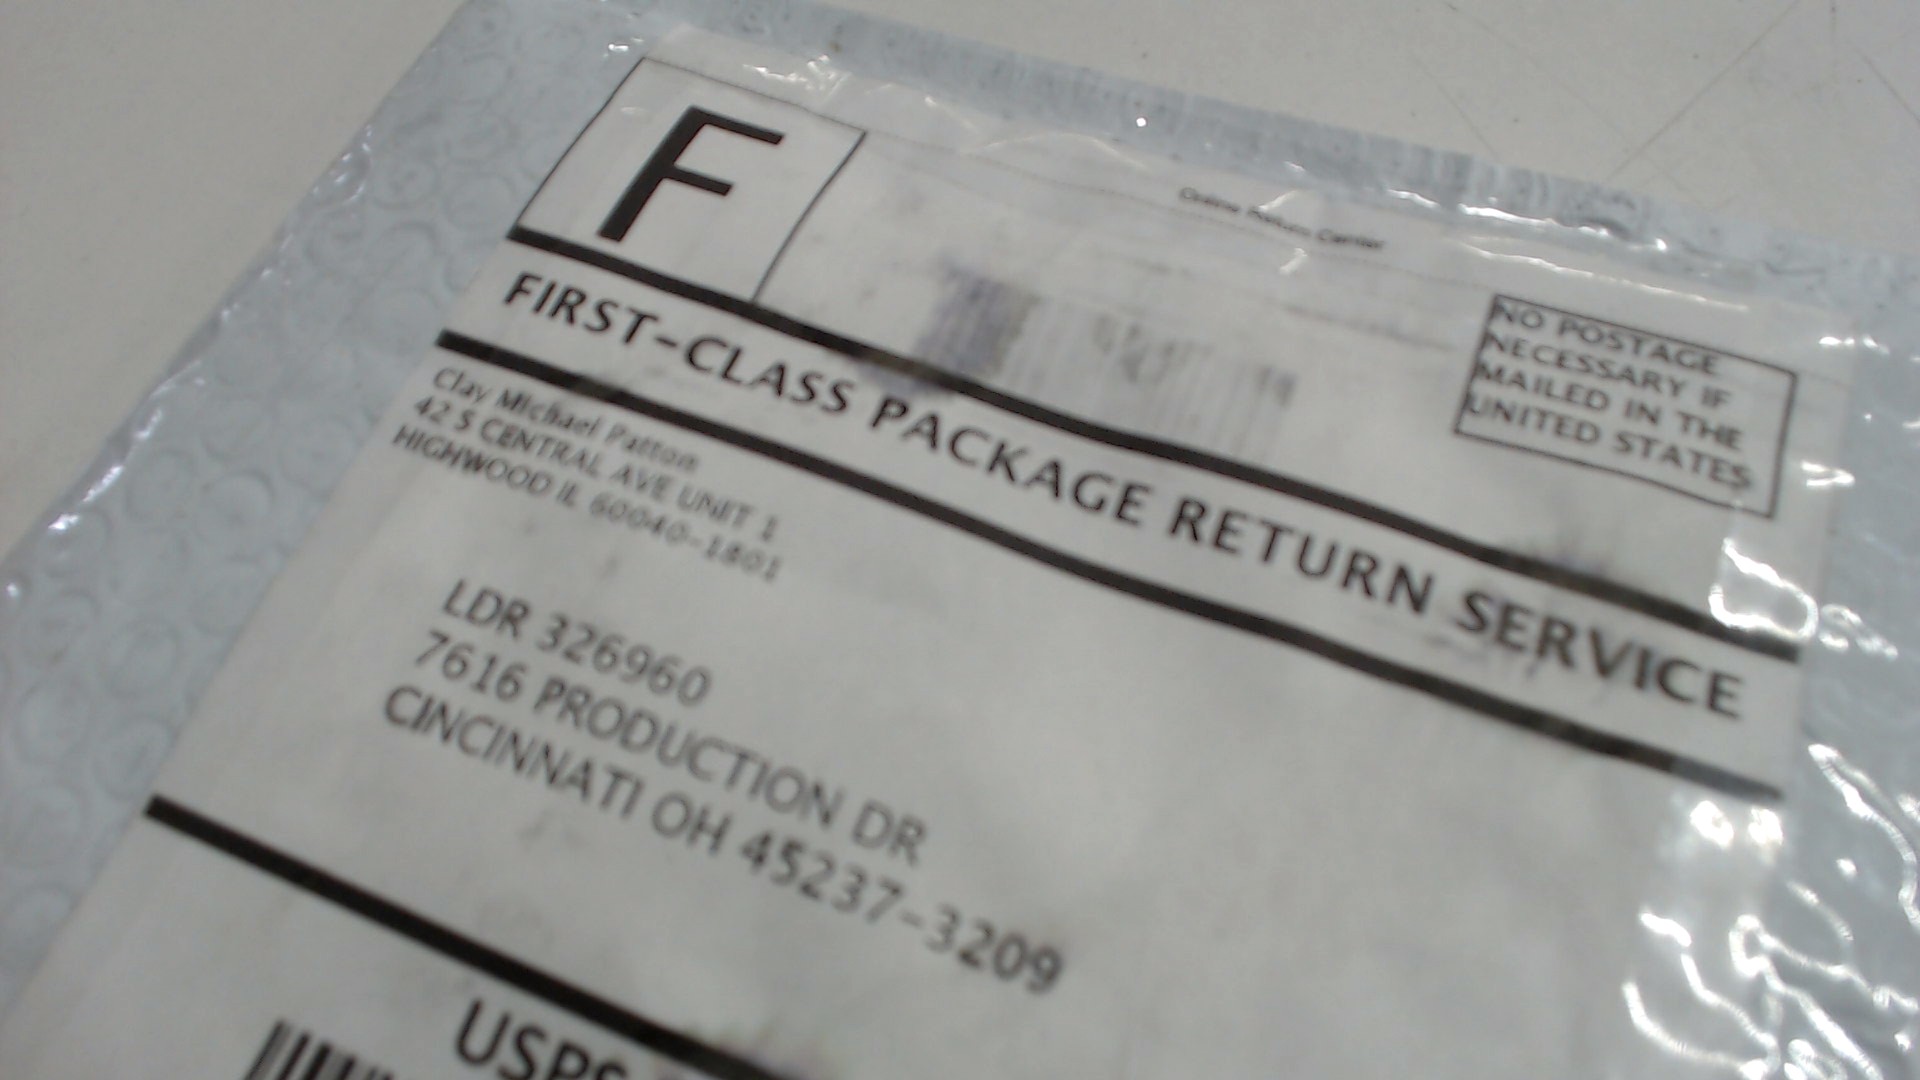 F
Online Return Center
NO POSTAGE
NECESSARY IF
MAILED IN THE
UNITED STATES
FIRST-CLASS PACKAGE RETURN SERVICE
Clay Michael Patton
42 S CENTRAL AVE UNIT 1
HIGHWOOD IL 60040-1801
LDR 326960
7616 PRODUCTION DR
CINCINNATI OH 45237-3209
USPS